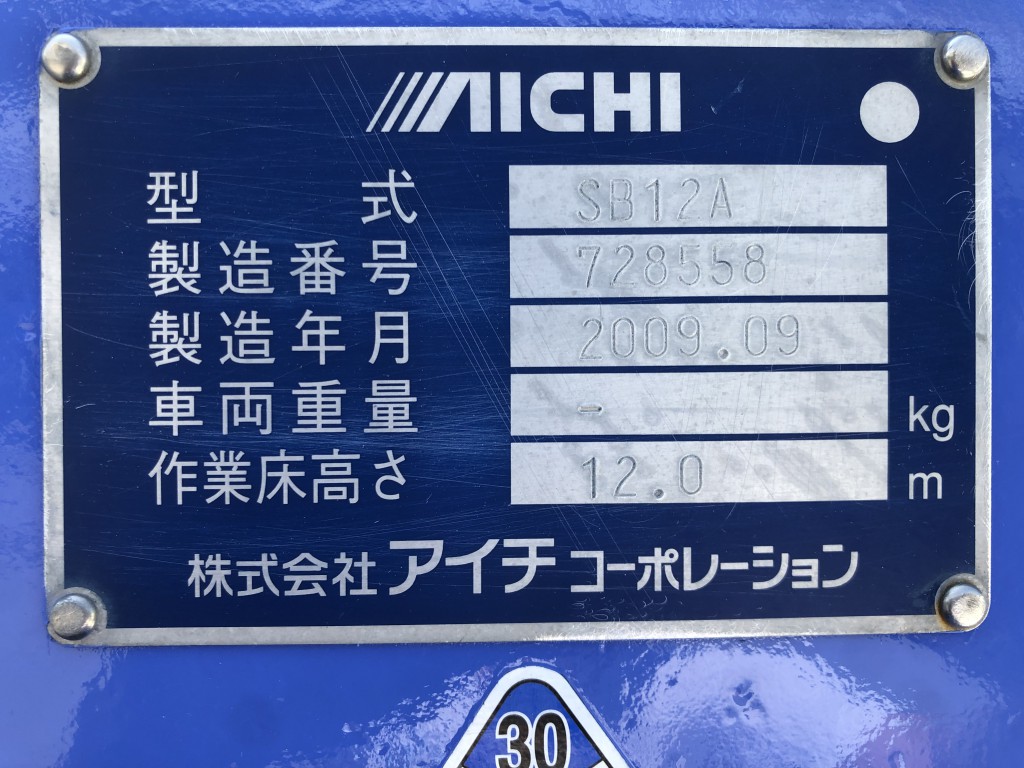 AICHI
型式 SB12A
製造番号 728558
製造年月 2009.09
車両重量 - kg
作業床高さ 12.0 m
株式会社アイチコーポレーション
30